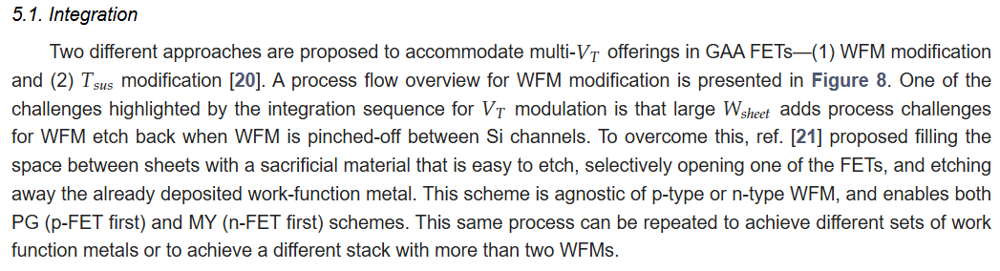 5.1. Integration
Two different approaches are proposed to accommodate multi-V_T offerings in GAA FETs—(1) WFM modification
and (2) T_sus modification [20]. A process flow overview for WFM modification is presented in Figure 8. One of the
challenges highlighted by the integration sequence for V_T modulation is that large W_sheet adds process challenges
for WFM etch back when WFM is pinched-off between Si channels. To overcome this, ref. [21] proposed filling the
space between sheets with a sacrificial material that is easy to etch, selectively opening one of the FETs, and etching
away the already deposited work-function metal. This scheme is agnostic of p-type or n-type WFM, and enables both
PG (p-FET first) and MY (n-FET first) schemes. This same process can be repeated to achieve different sets of work
function metals or to achieve a different stack with more than two WFMs.